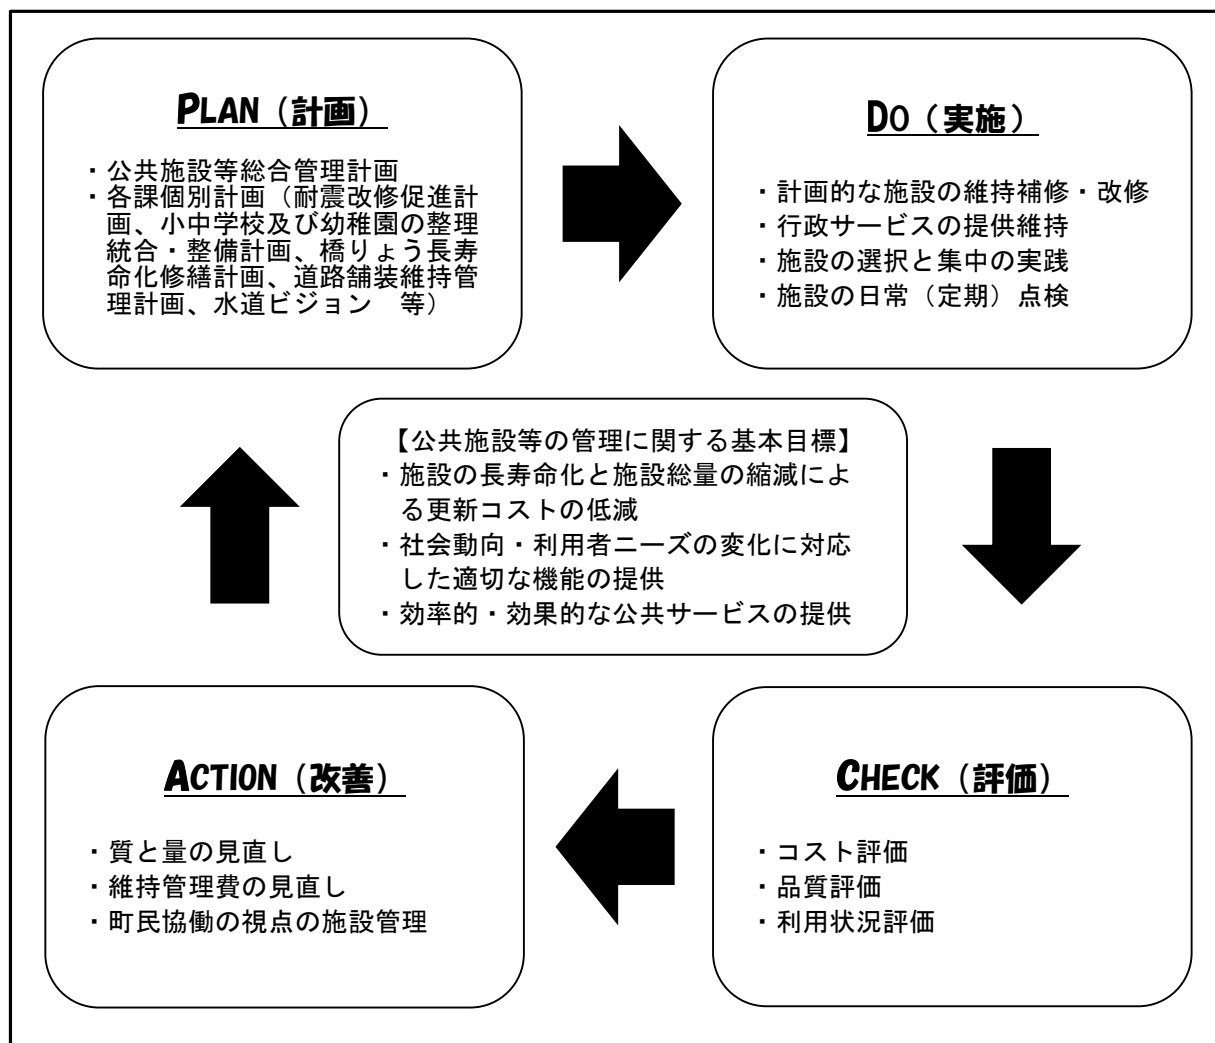 PLAN（計画）
・公共施設等総合管理計画
・各課個別計画（耐震改修促進計
画、小中学校及び幼稚園の整理
統合・整備計画、橋りょう長寿
命化修繕計画、道路舗装維持管
理計画、水道ビジョン　等）
DO（実施）
・計画的な施設の維持補修・改修
・行政サービスの提供維持
・施設の選択と集中の実践
・施設の日常（定期）点検
【公共施設等の管理に関する基本目標】
・施設の長寿命化と施設総量の縮減によ
る更新コストの低減
・社会動向・利用者ニーズの変化に対応
した適切な機能の提供
・効率的・効果的な公共サービスの提供
ACTION（改善）
・質と量の見直し
・維持管理費の見直し
・町民協働の視点の施設管理
CHECK（評価）
・コスト評価
・品質評価
・利用状況評価